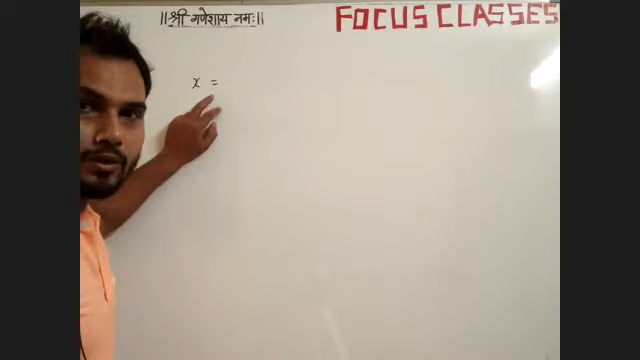 ||श्री गणेशाय नमः||
FOCUS CLASSES
x =